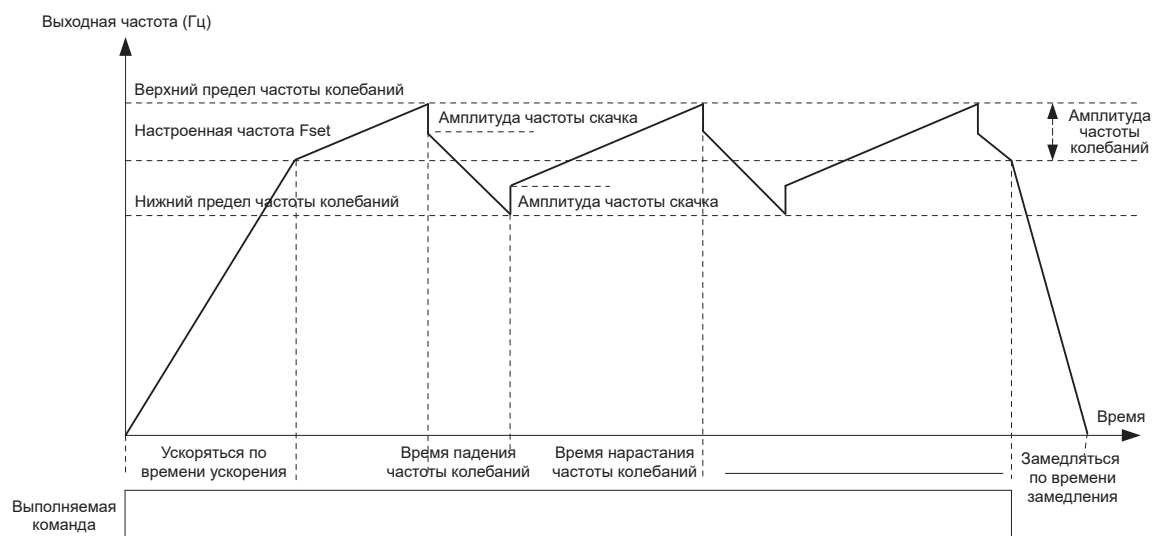 Выходная частота (Гц)
Верхний предел частоты колебаний
Амплитуда частоты скачка
Настроенная частота Fset
Амплитуда
частоты
колебаний
Нижний предел частоты колебаний
Амплитуда частоты скачка
Время
Ускоряться по
времени ускорения
Время падения
частоты колебаний
Время нарастания
частоты колебаний
Замедляться
по времени
замедления
Выполняемая
команда